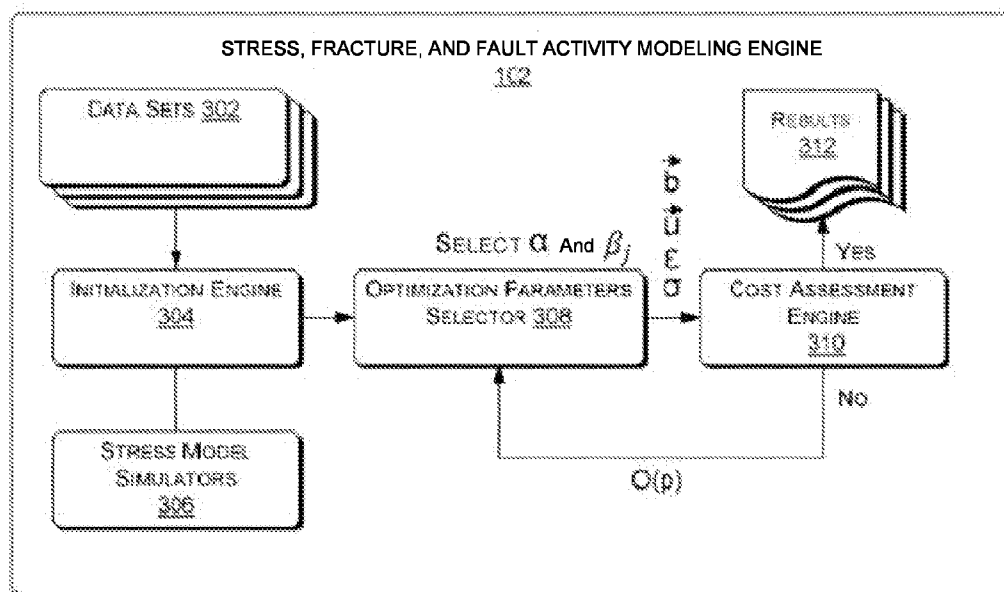 STRESS, FRACTURE, AND FAULT ACTIVITY MODELING ENGINE
102
DATA SETS 302
RESULTS
312
SELECT α And βj
σ ε u⃗ b⃗
YES
INITIALIZATION ENGINE
304
OPTIMIZATION PARAMETERS
SELECTOR 308
COST ASSESSMENT
ENGINE
310
NO
STRESS MODEL
SIMULATORS
306
O(p)